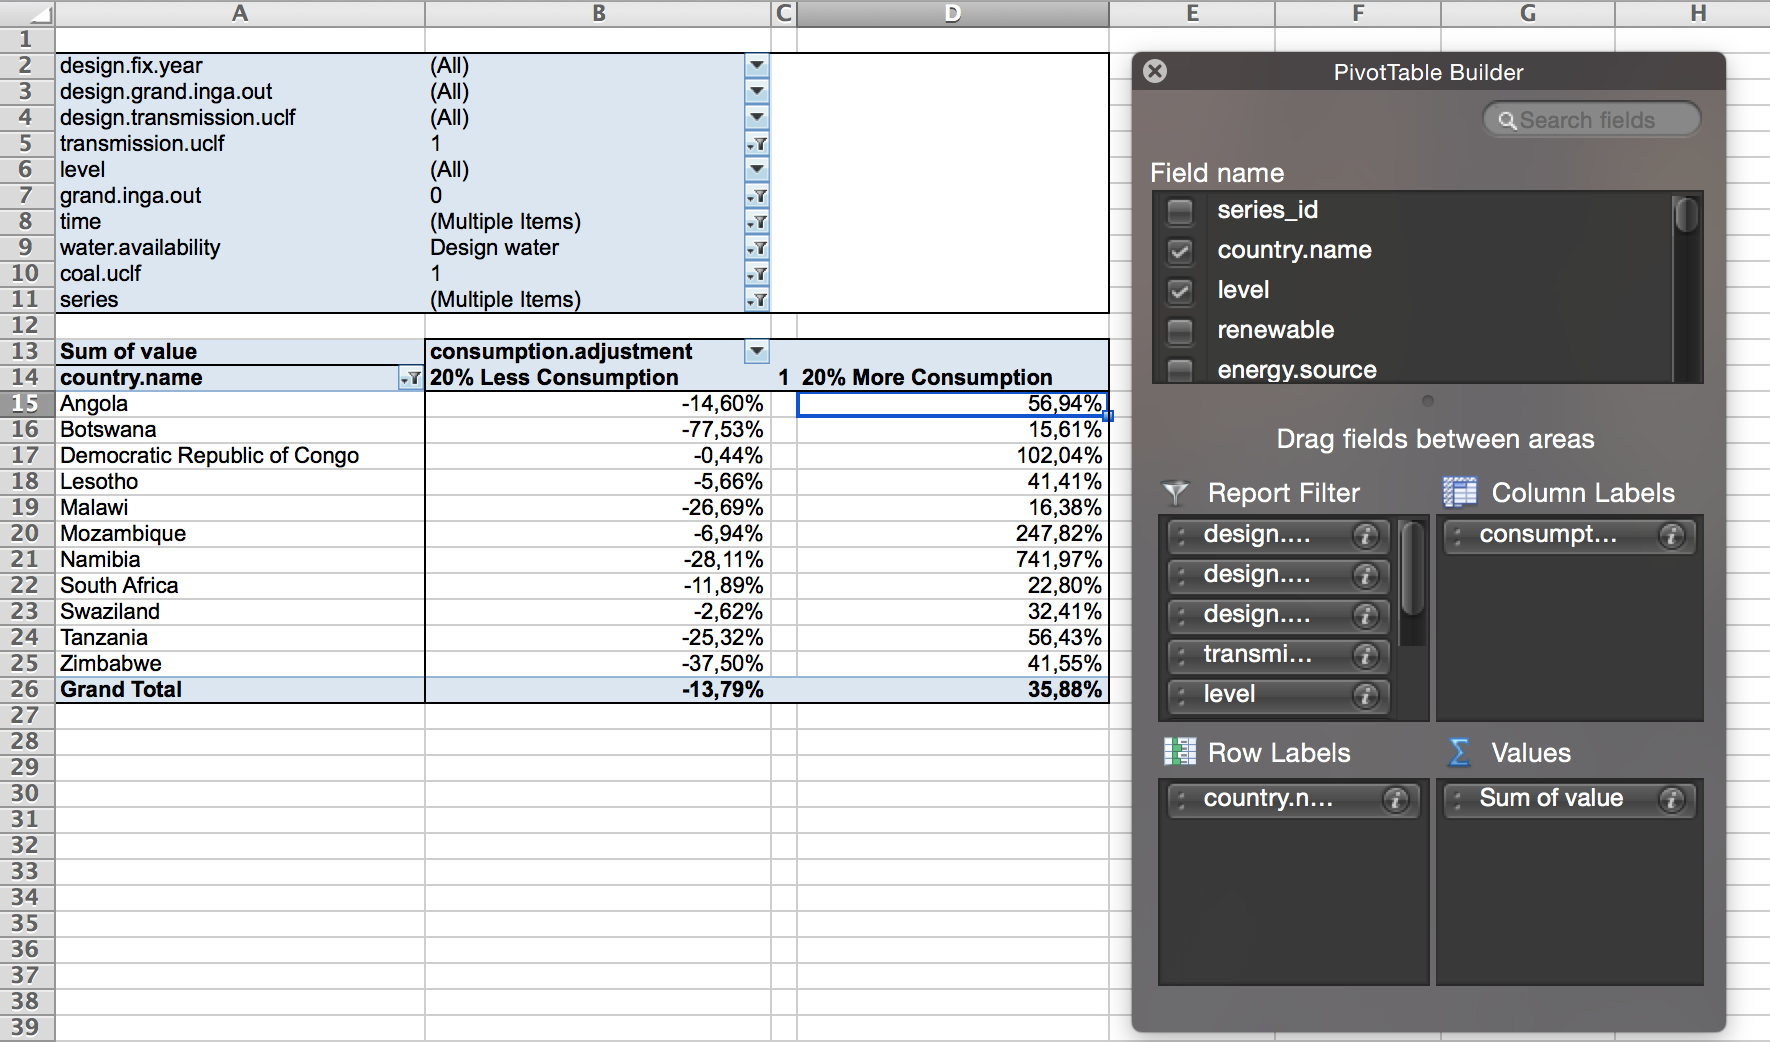 A B C D E F G H
1
2 design.fix.year (All)
3 design.grand.inga.out (All)
4 design.transmission.uclf (All)
5 transmission.uclf 1
6 level (All)
7 grand.inga.out 0
8 time (Multiple Items)
9 water.availability Design water
10 coal.uclf 1
11 series (Multiple Items)
12
13 Sum of value consumption.adjustment
14 country.name 20% Less Consumption 1 20% More Consumption
15 Angola -14,60% 56,94%
16 Botswana -77,53% 15,61%
17 Democratic Republic of Congo -0,44% 102,04%
18 Lesotho -5,66% 41,41%
19 Malawi -26,69% 16,38%
20 Mozambique -6,94% 247,82%
21 Namibia -28,11% 741,97%
22 South Africa -11,89% 22,80%
23 Swaziland -2,62% 32,41%
24 Tanzania -25,32% 56,43%
25 Zimbabwe -37,50% 41,55%
26 Grand Total -13,79% 35,88%
27
28
29
30
31
32
33
34
35
36
37
38
39
PivotTable Builder
Search fields
Field name
series_id
country.name
level
renewable
energy.source
Drag fields between areas
Report Filter
design....
design....
design....
transmi...
level
Column Labels
consumpt...
Row Labels
country.n...
Values
Sum of value